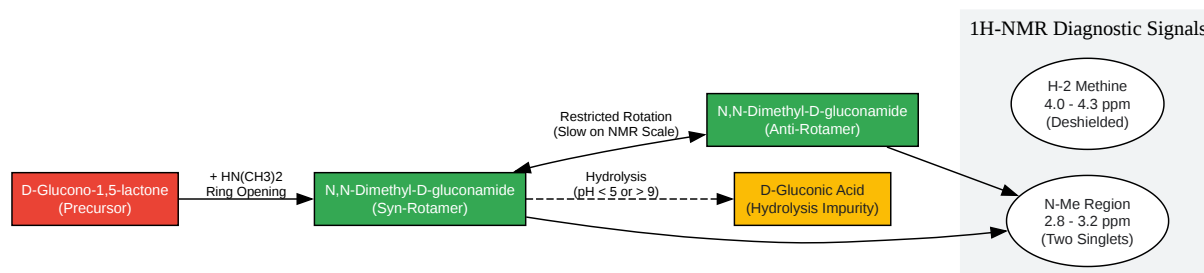 1H-NMR Diagnostic Signals
H-2 Methine
4.0 - 4.3 ppm
(Deshielded)
Restricted Rotation
(Slow on NMR Scale)
N,N-Dimethyl-D-gluconamide
(Anti-Rotamer)
D-Glucono-1,5-lactone
(Precursor)
+ HN(CH3)2
Ring Opening
N,N-Dimethyl-D-gluconamide
(Syn-Rotamer)
Hydrolysis
(pH < 5 or > 9)
D-Gluconic Acid
(Hydrolysis Impurity)
N-Me Region
2.8 - 3.2 ppm
(Two Singlets)